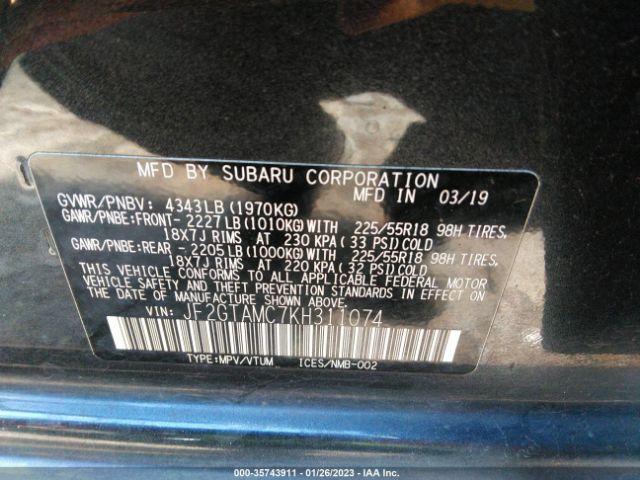 MFD BY SUBARU CORPORATION
MFD IN 03/19
GVWR/PNBV: 4343LB(1970KG)
GAWR/PNBE:FRONT-2227LB(1010KG)WITH 225/55R18 98H TIRES,
18X7J RIMS AT 230 KPA(33 PSI)COLD
GAWR/PNBE:REAR -2205LB(1000KG)WITH 225/55R18 98H TIRES,
18X7J RIMS AT 220 KPA(32 PSI)COLD
THIS VEHICLE CONFORMS TO ALL APPLICABLE FEDERAL MOTOR
VEHICLE SAFETY AND THEFT PREVENTION STANDARDS IN EFFECT
ON THE DATE OF MANUFACTURE SHOWN ABOVE.
VIN: JF2GTAMC7KH311074
TYPE:MPV/VTUM ICES/NMB-002
000-35743911 - 01/26/2023 - © IAA Inc.